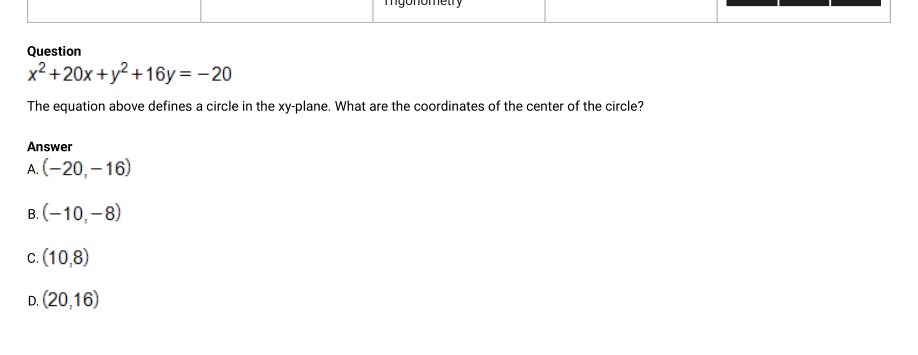 Trigonometry
Question
x²+20x+y²+16y=−20
The equation above defines a circle in the xy-plane. What are the coordinates of the center of the circle?
Answer
A. (−20,−16)
B. (−10,−8)
C. (10,8)
D. (20,16)